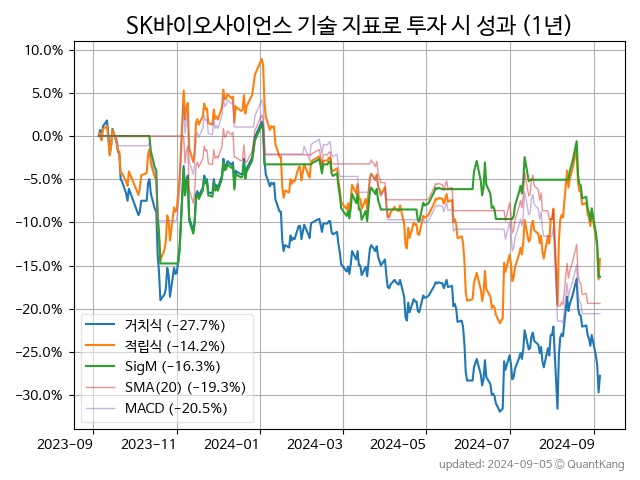 SK바이오사이언스 기술 지표로 투자 시 성과 (1년)
10.0%
5.0%
0.0%
−5.0%
−10.0%
−15.0%
−20.0%
−25.0%
−30.0%
거치식 (−27.7%)
적립식 (−14.2%)
SigM (−16.3%)
SMA(20) (−19.3%)
MACD (−20.5%)
2023-09 2023-11 2024-01 2024-03 2024-05 2024-07 2024-09
updated: 2024-09-05 © QuantKang